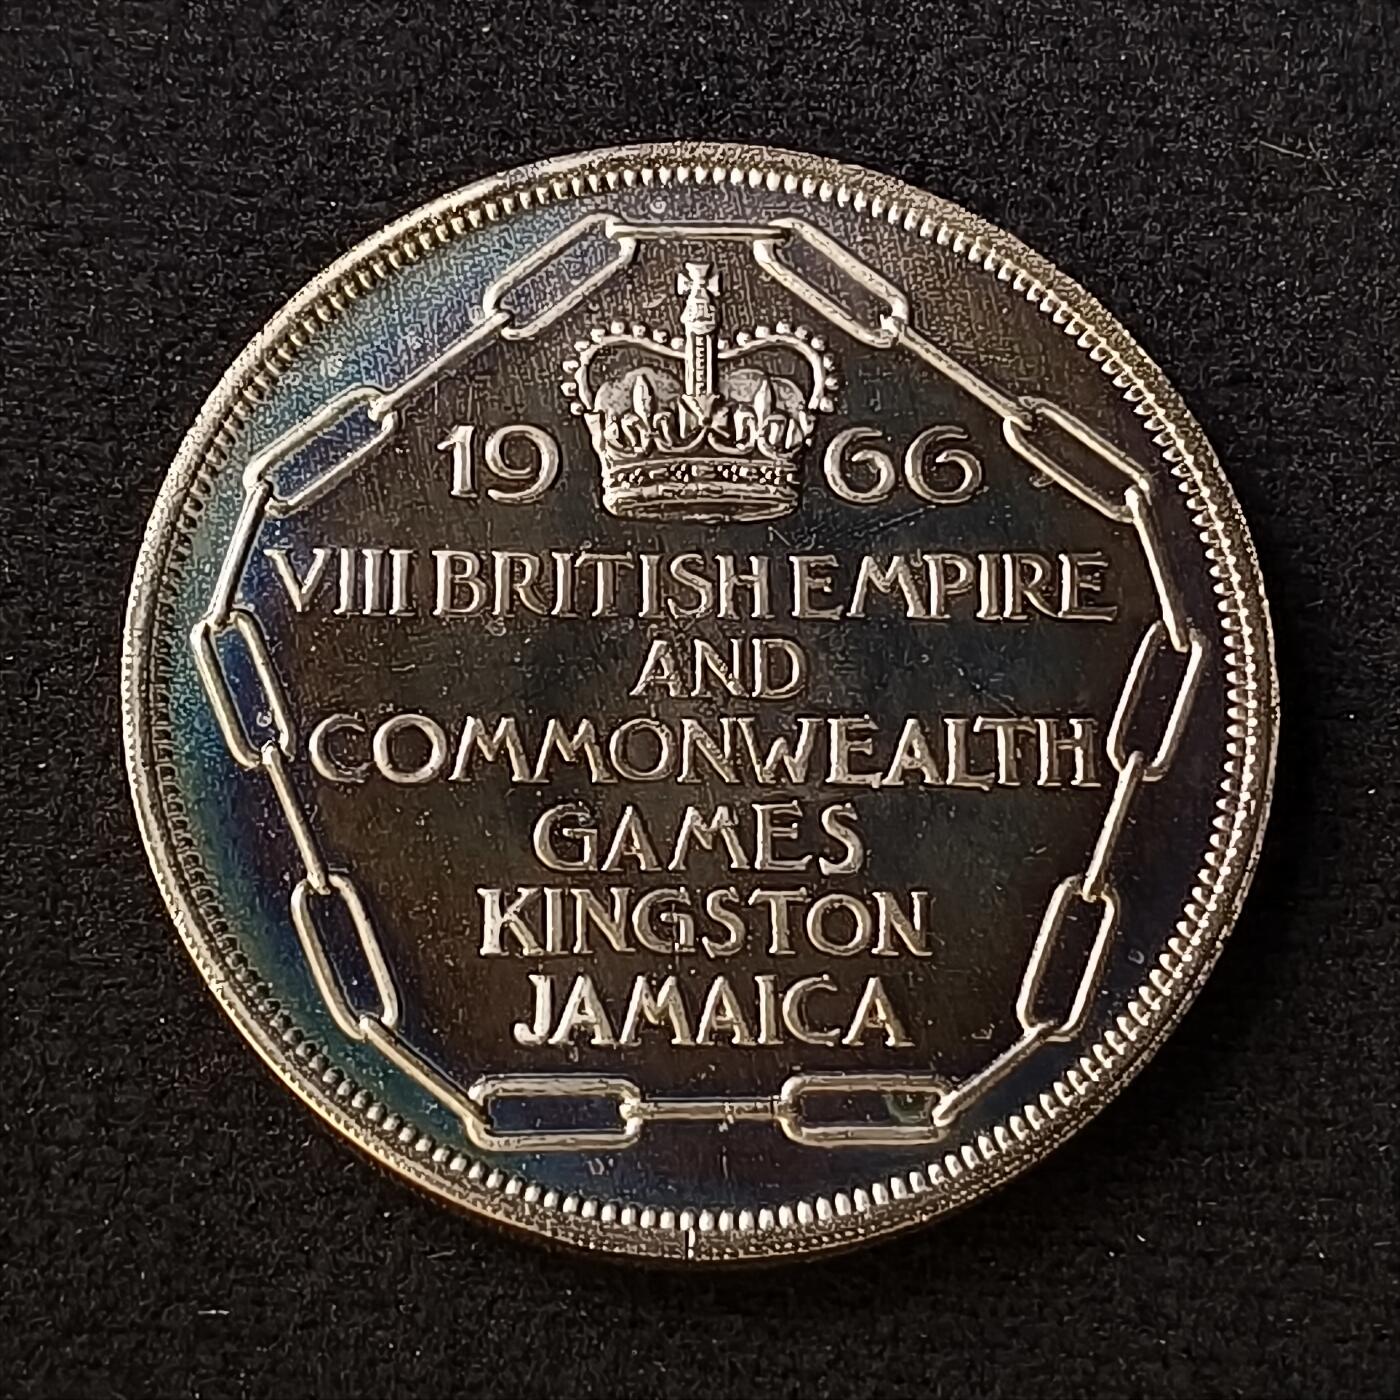 19 66
VIII BRITISH EMPIRE
AND
COMMONWEALTH
GAMES
KINGSTON
JAMAICA